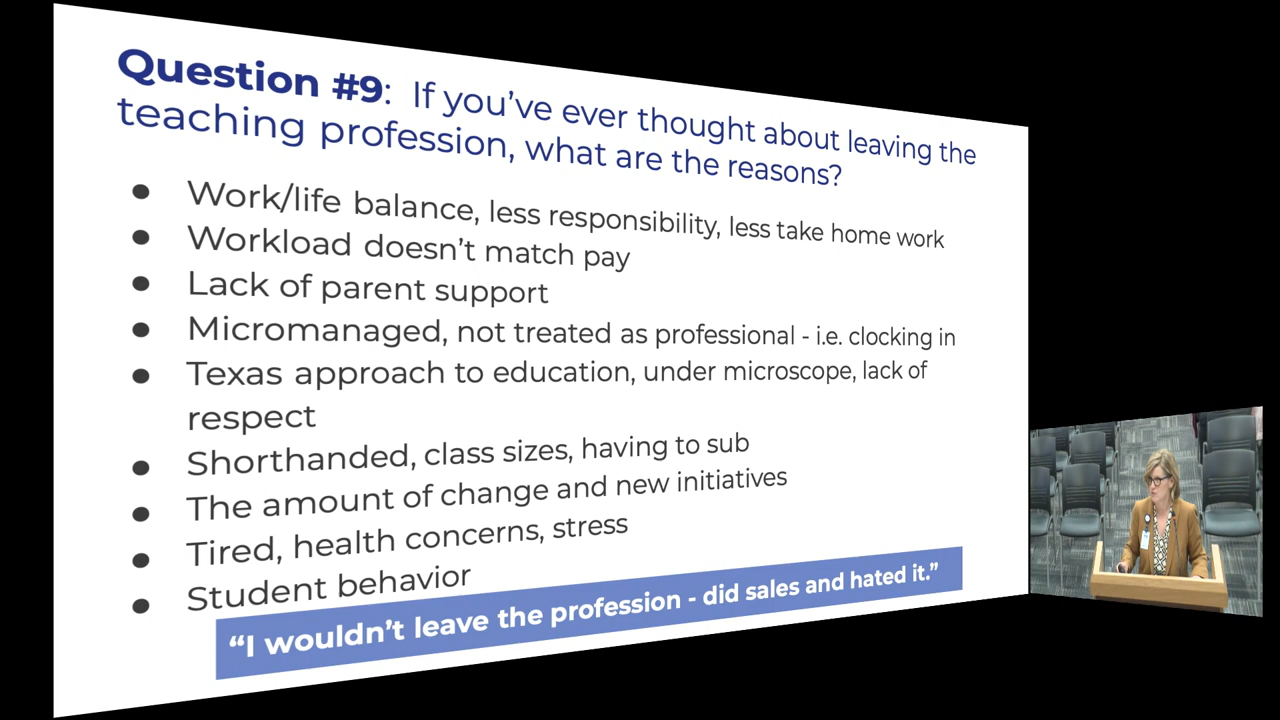 Question #9: If you’ve ever thought about leaving the
teaching profession, what are the reasons?
● Work/life balance, less responsibility, less take home work
● Workload doesn’t match pay
● Lack of parent support
● Micromanaged, not treated as professional - i.e. clocking in
● Texas approach to education, under microscope, lack of
respect
● Shorthanded, class sizes, having to sub
● The amount of change and new initiatives
● Tired, health concerns, stress
● Student behavior
“I wouldn’t leave the profession - did sales and hated it.”